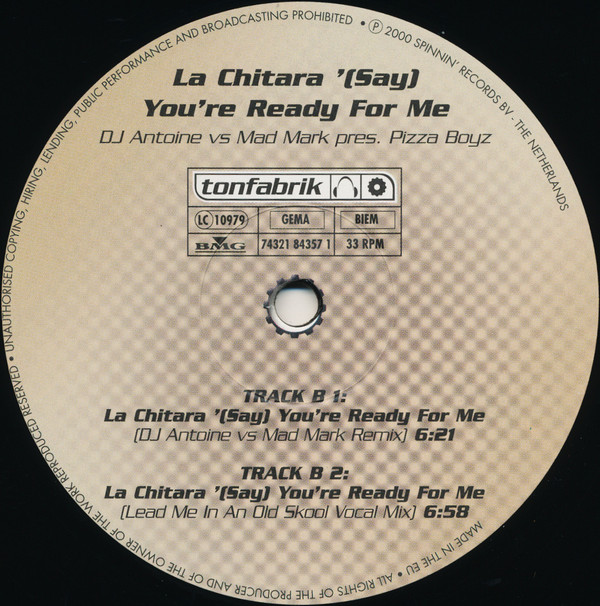 La Chitara '(Say)
You're Ready For Me
DJ Antoine vs Mad Mark pres. Pizza Boyz
tonfabrik
LC 10979 GEMA BIEM
BMG 74321 84357 1 33 RPM
TRACK B 1:
La Chitara '(Say) You're Ready For Me
(DJ Antoine vs Mad Mark Remix) 6:21
TRACK B 2:
La Chitara '(Say) You're Ready For Me
(Lead Me In An Old Skool Vocal Mix) 6:58
MADE IN THE EU • ALL RIGHTS OF THE PRODUCER AND OF THE OWNER OF THE WORK REPRODUCED RESERVED • UNAUTHORISED COPYING, HIRING, LENDING, PUBLIC PERFORMANCE AND BROADCASTING PROHIBITED • ℗ 2000 SPINNIN' RECORDS BV - THE NETHERLANDS